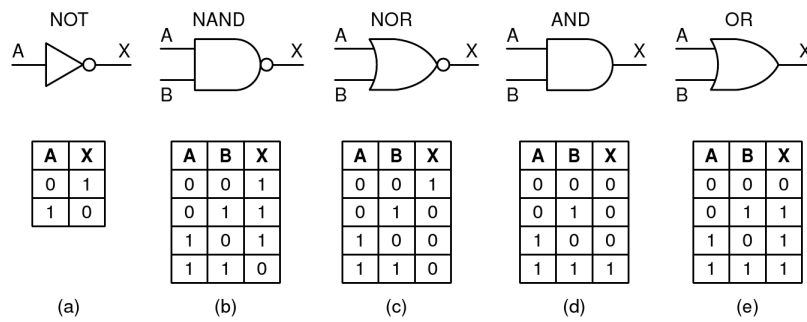 NOT NAND NOR AND OR
A X A X A X A X A X
B B B B
A X A B X A B X A B X A B X
0 1 0 0 1 0 0 1 0 0 0 0 0 0
1 0 0 1 1 0 1 0 0 1 0 0 1 1
1 0 1 1 0 0 1 0 0 1 0 1
1 1 0 1 1 0 1 1 1 1 1 1
(a) (b) (c) (d) (e)